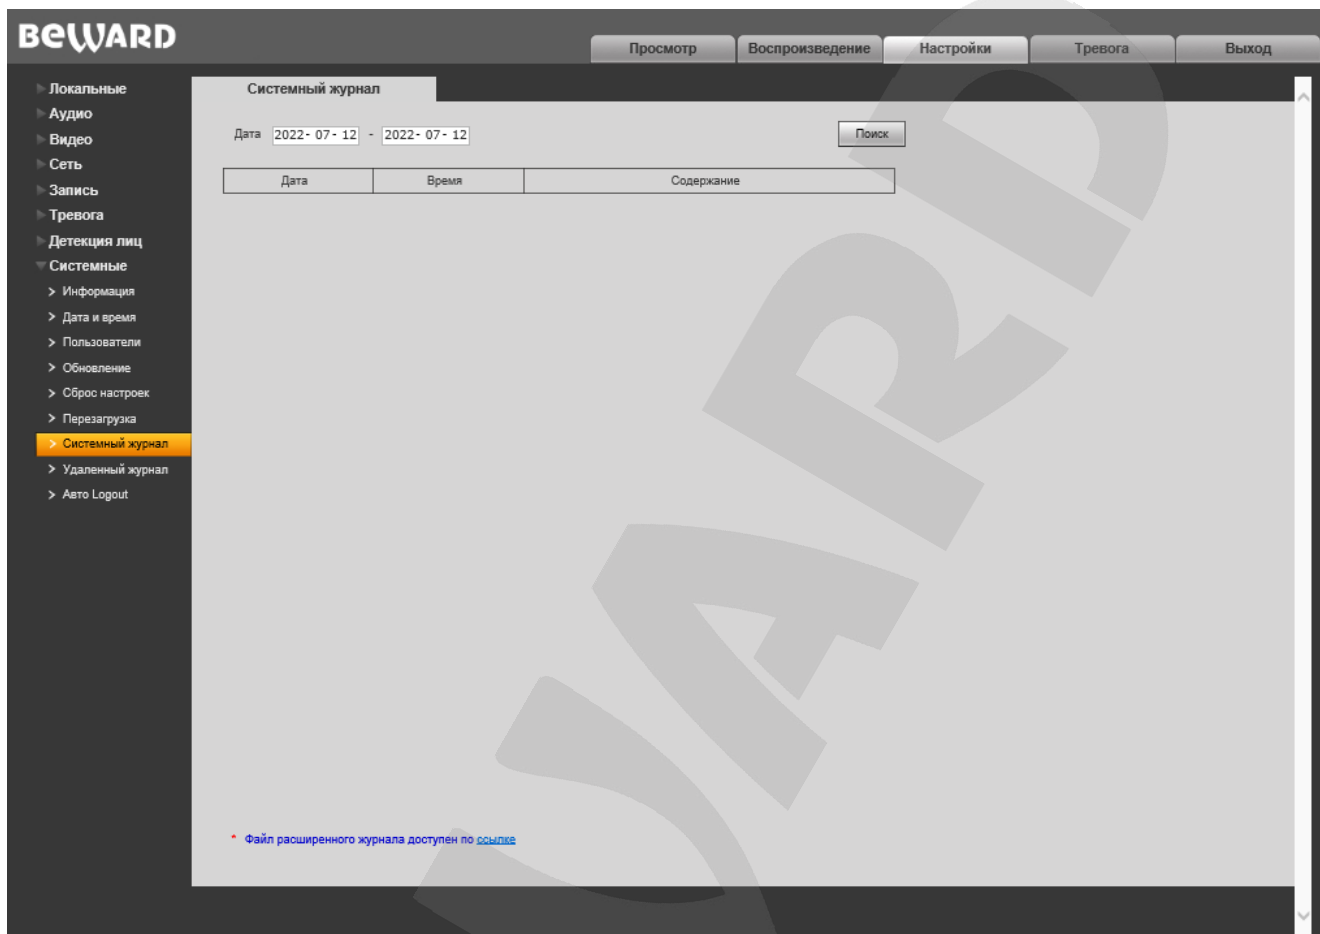 BEWARD
Просмотр Воспроизведение Настройки Тревога Выход
Локальные
Аудио
Видео
Сеть
Запись
Тревога
Детекция лиц
Системные
> Информация
> Дата и время
> Пользователи
> Обновление
> Сброс настроек
> Перезагрузка
> Системный журнал
> Удаленный журнал
> Авто Logout
Системный журнал
Дата 2022- 07- 12 - 2022- 07- 12 Поиск
Дата Время Содержание
* Файл расширенного журнала доступен по ссылке